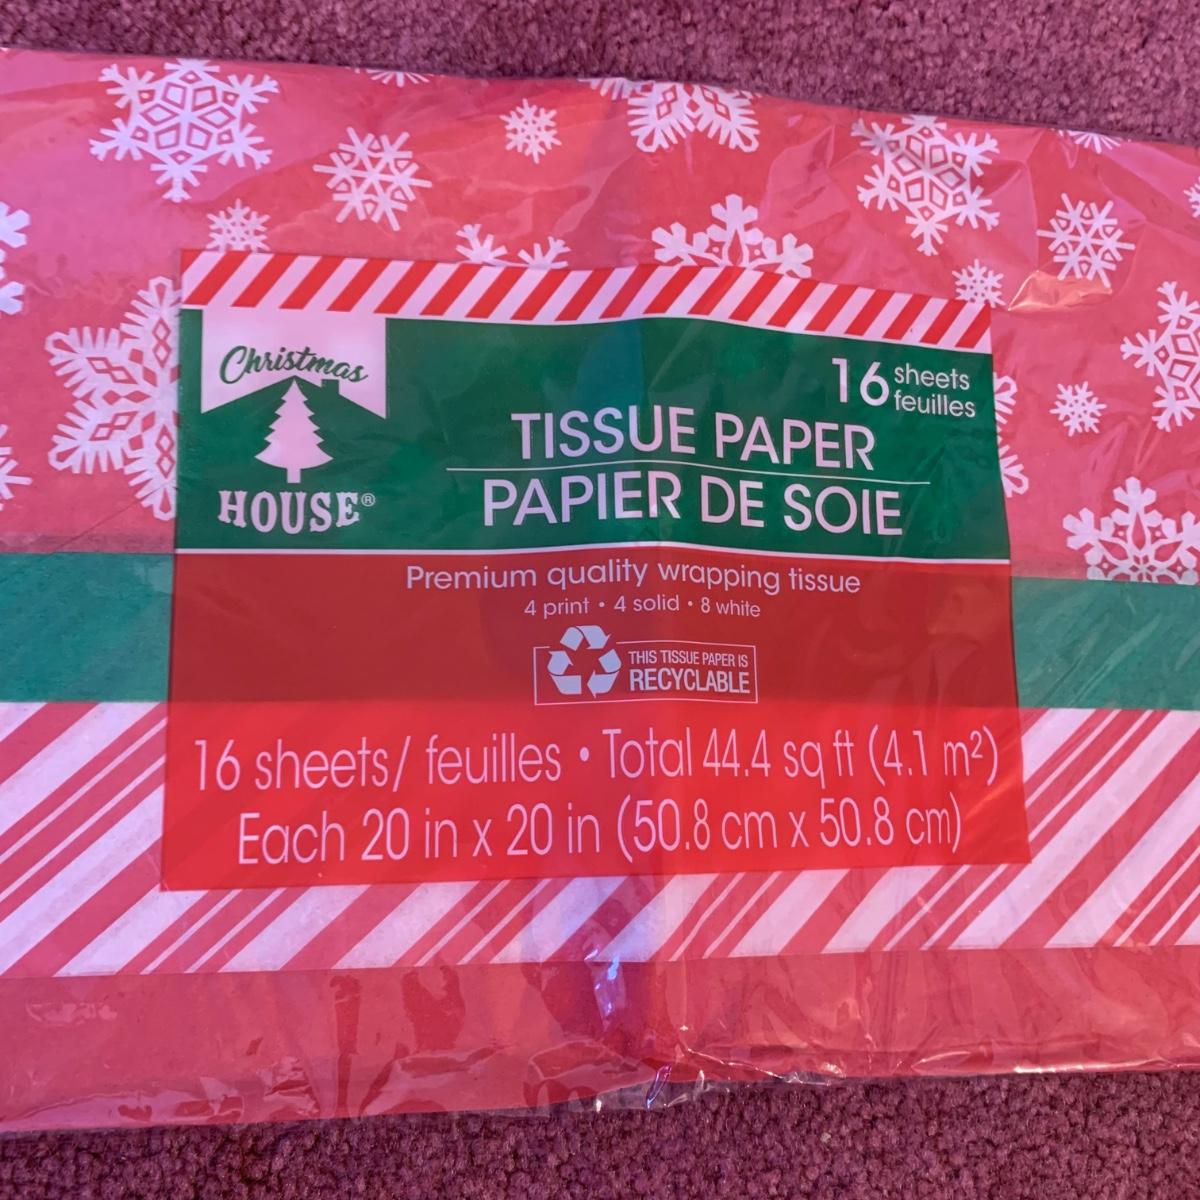 Christmas
HOUSE®
16 sheets
feuilles
TISSUE PAPER
PAPIER DE SOIE
Premium quality wrapping tissue
4 print • 4 solid • 8 white
THIS TISSUE PAPER IS
RECYCLABLE
16 sheets/ feuilles • Total 44.4 sq ft (4.1 m²)
Each 20 in x 20 in (50.8 cm x 50.8 cm)